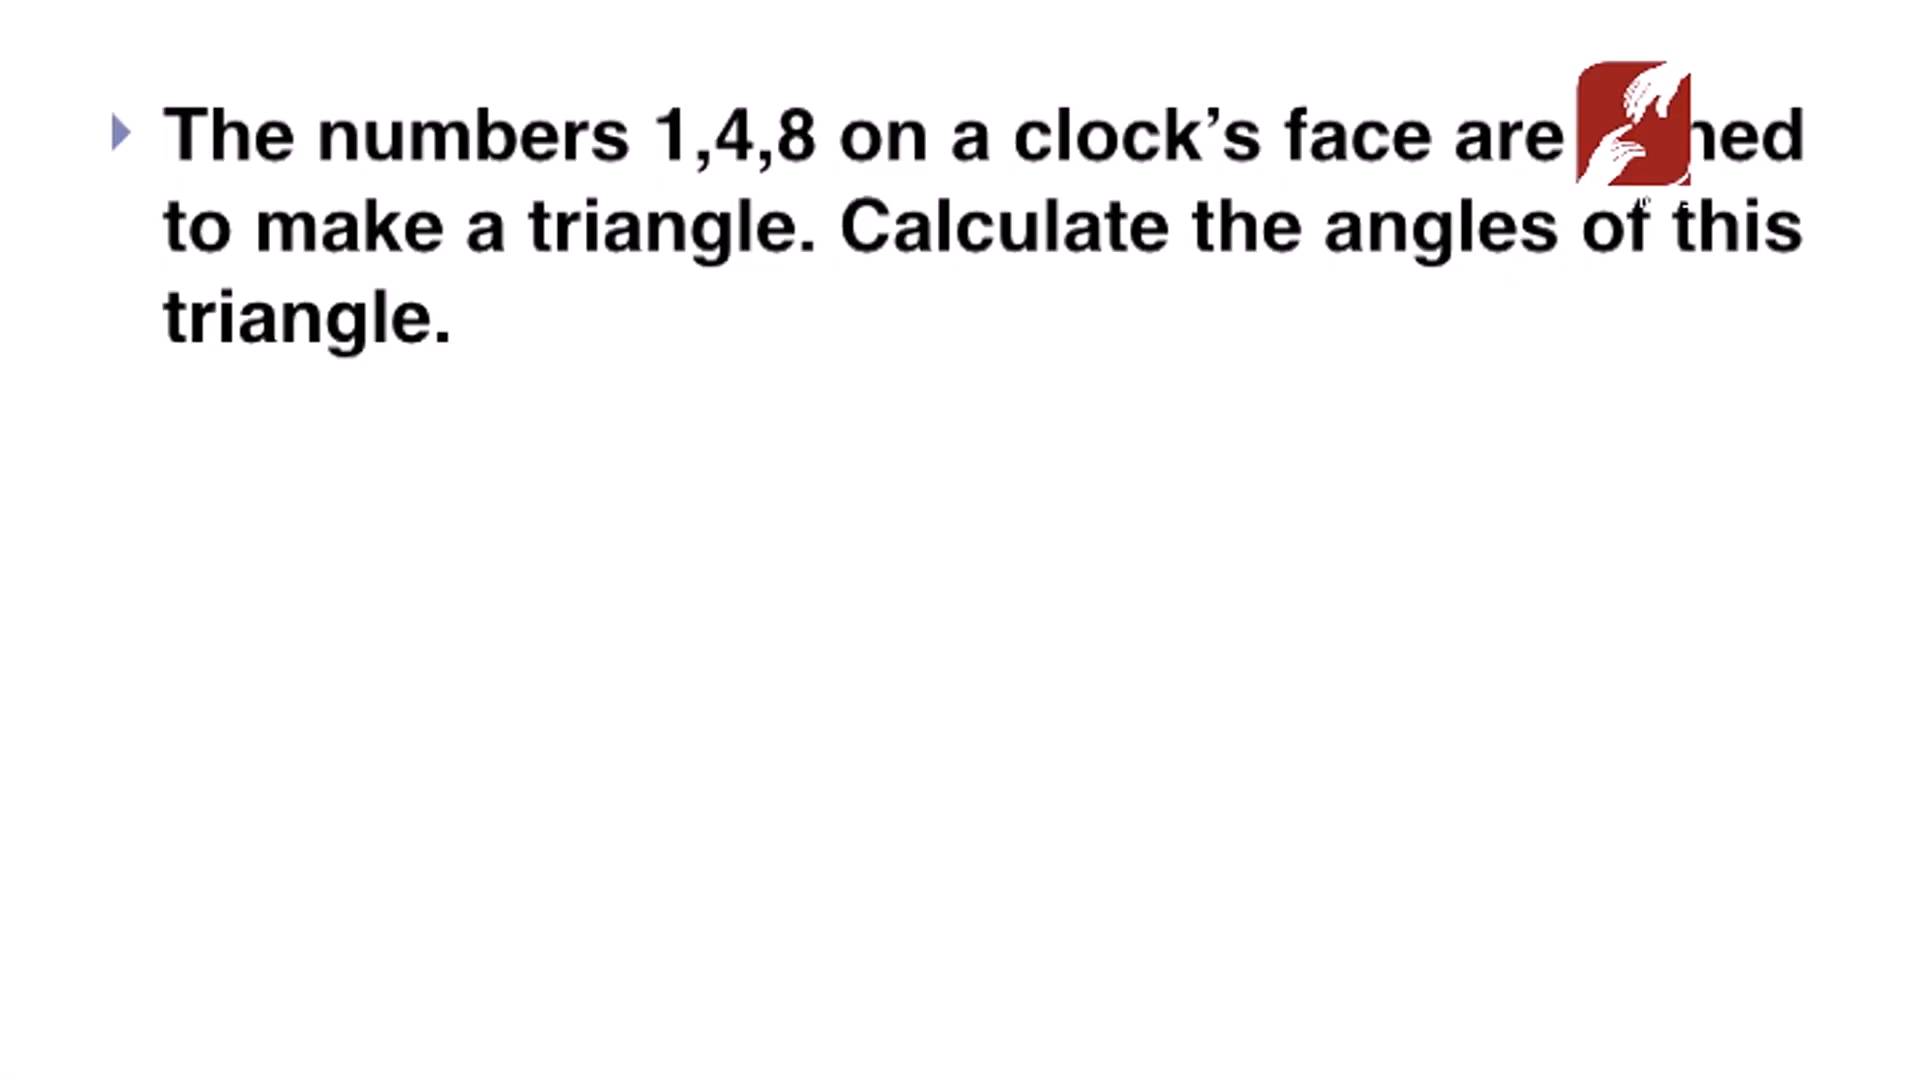 The numbers 1,4,8 on a clock’s face are
to make a triangle. Calculate the angles of this
triangle.